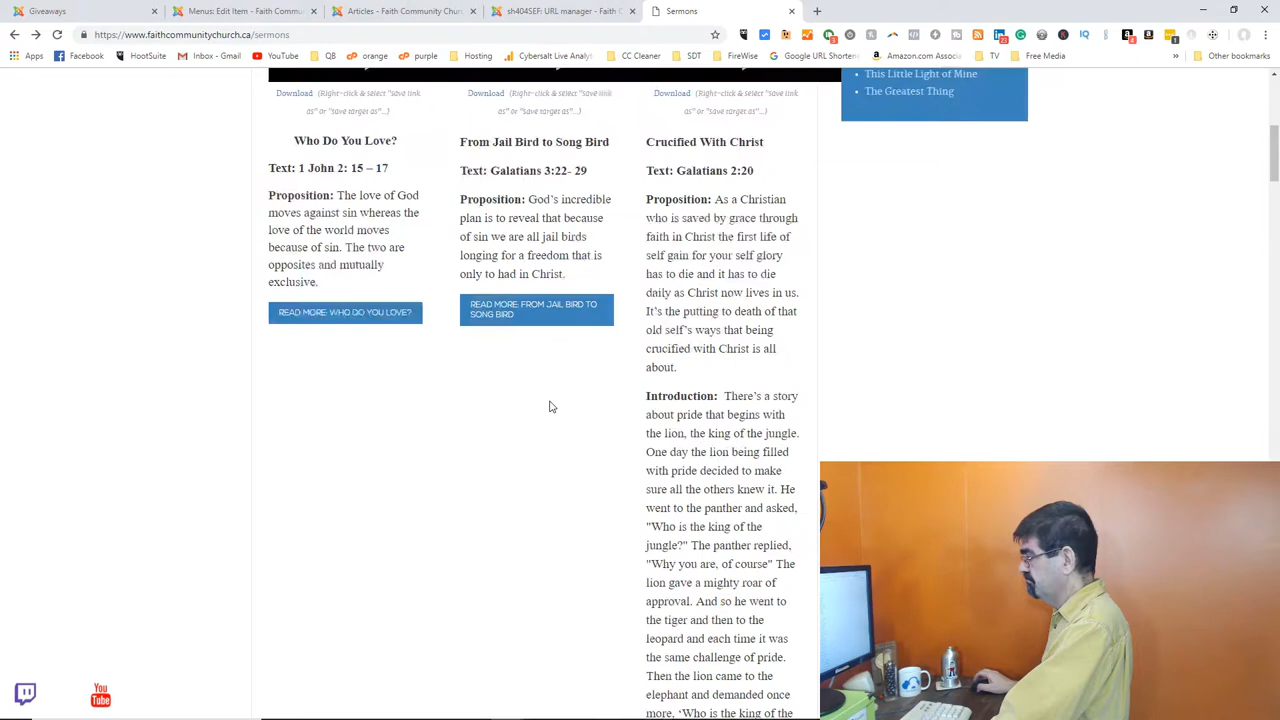 Giveaways
Menus: Edit Item - Faith Commun
Articles - Faith Community Churc
sh404SEF: URL manager - Faith C
Sermons
https://www.faithcommunitychurch.ca/sermons
Apps
Facebook
HootSuite
Inbox - Gmail
YouTube
QB
orange
purple
Hosting
Cybersalt Live Analy
CC Cleaner
SDT
FireWise
Google URL Shortene
Amazon.com Associa
TV
Free Media
»
Other bookmarks
This Little Light of Mine
The Greatest Thing
Download (Right-click & select "save link
as" or "save target as"...)
Who Do You Love?
Text: 1 John 2: 15 – 17
Proposition: The love of God
moves against sin whereas the
love of the world moves
because of sin. The two are
opposites and mutually
exclusive.
READ MORE: WHO DO YOU LOVE?
Download (Right-click & select "save link
as" or "save target as"...)
From Jail Bird to Song Bird
Text: Galatians 3:22- 29
Proposition: God's incredible
plan is to reveal that because
of sin we are all jail birds
longing for a freedom that is
only to had in Christ.
READ MORE: FROM JAIL BIRD TO
SONG BIRD
Download (Right-click & select "save link
as" or "save target as"...)
Crucified With Christ
Text: Galatians 2:20
Proposition: As a Christian
who is saved by grace through
faith in Christ the first life of
self gain for your self glory
has to die and it has to die
daily as Christ now lives in us.
It's the putting to death of that
old self's ways that being
crucified with Christ is all
about.
Introduction: There's a story
about pride that begins with
the lion, the king of the jungle.
One day the lion being filled
with pride decided to make
sure all the others knew it. He
went to the panther and asked,
"Who is the king of the
jungle?" The panther replied,
"Why you are, of course" The
lion gave a mighty roar of
approval. And so he went to
the tiger and then to the
leopard and each time it was
the same challenge of pride.
Then the lion came to the
elephant and demanded once
more, 'Who is the king of the
You
Tube